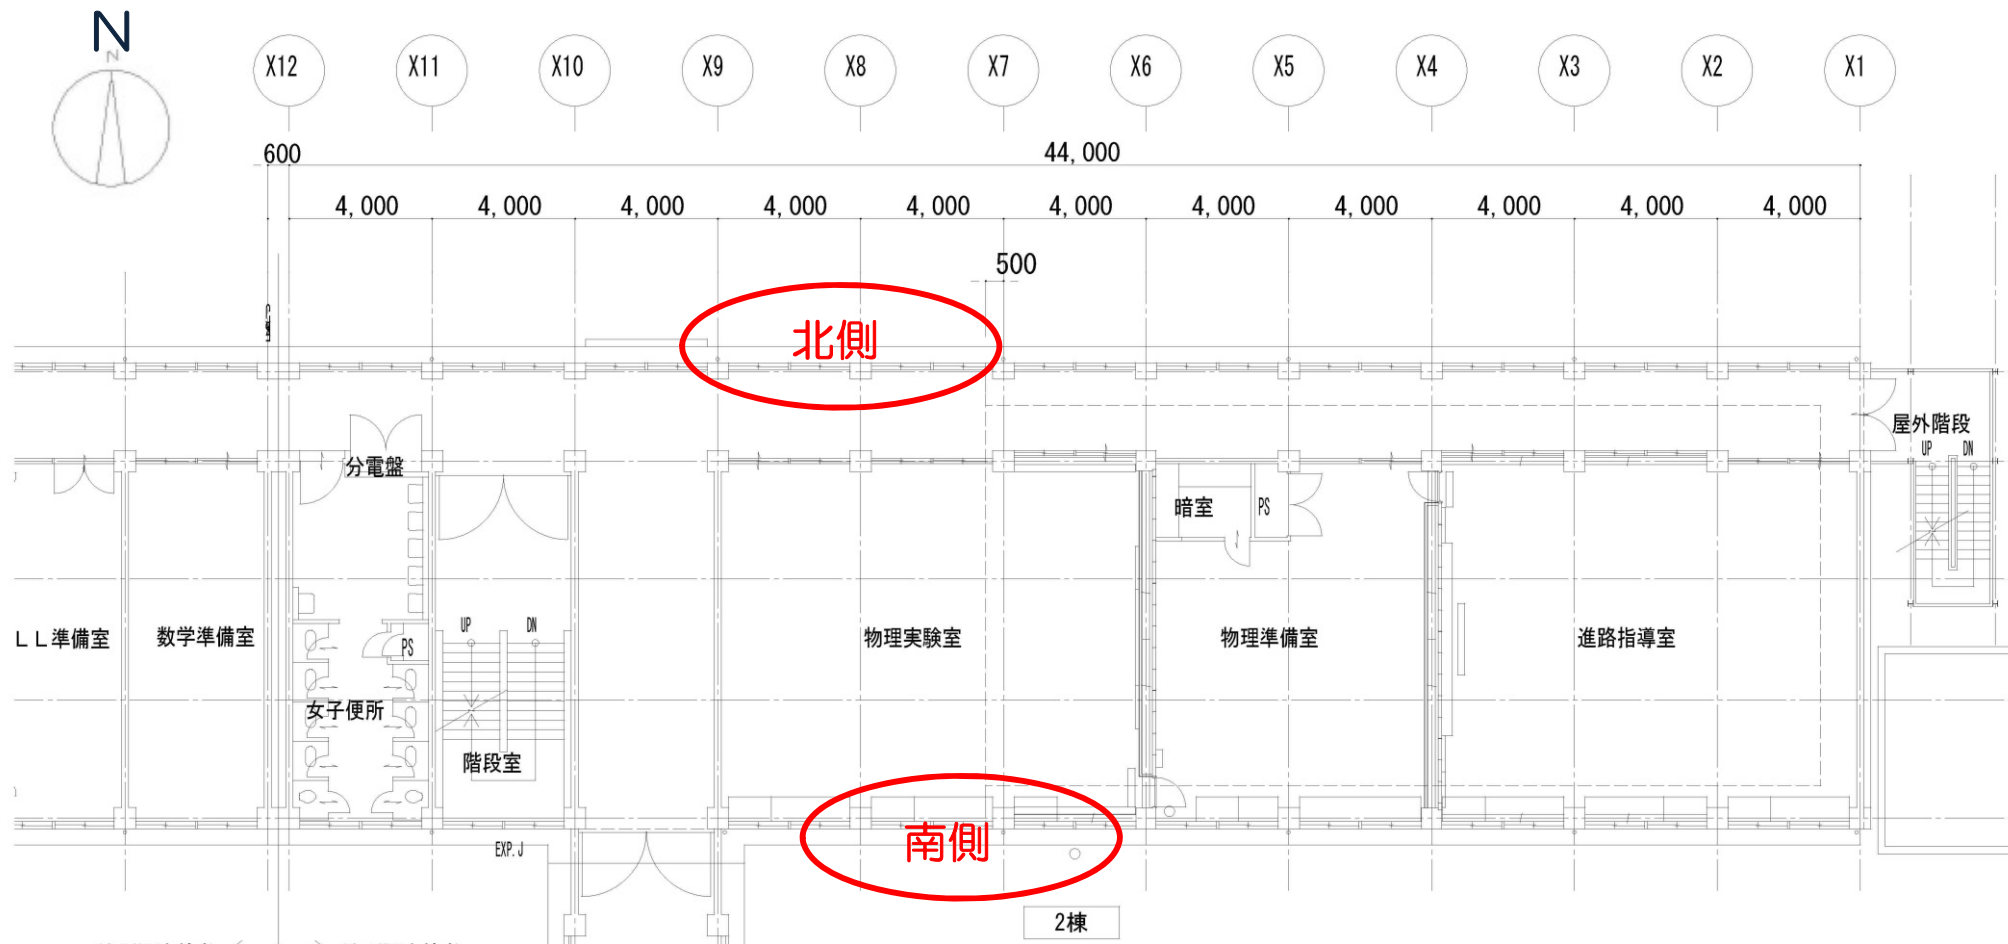 N
N
X12 X11 X10 X9 X8 X7 X6 X5 X4 X3 X2 X1
600 44,000
4,000 4,000 4,000 4,000 4,000 4,000 4,000 4,000 4,000 4,000 4,000
500
北側
屋外階段
UP DN
分電盤
暗室 PS
LL準備室 数学準備室 UP DN 物理実験室 物理準備室 進路指導室
PS
女子便所
階段室
南側
EXP.J
2棟